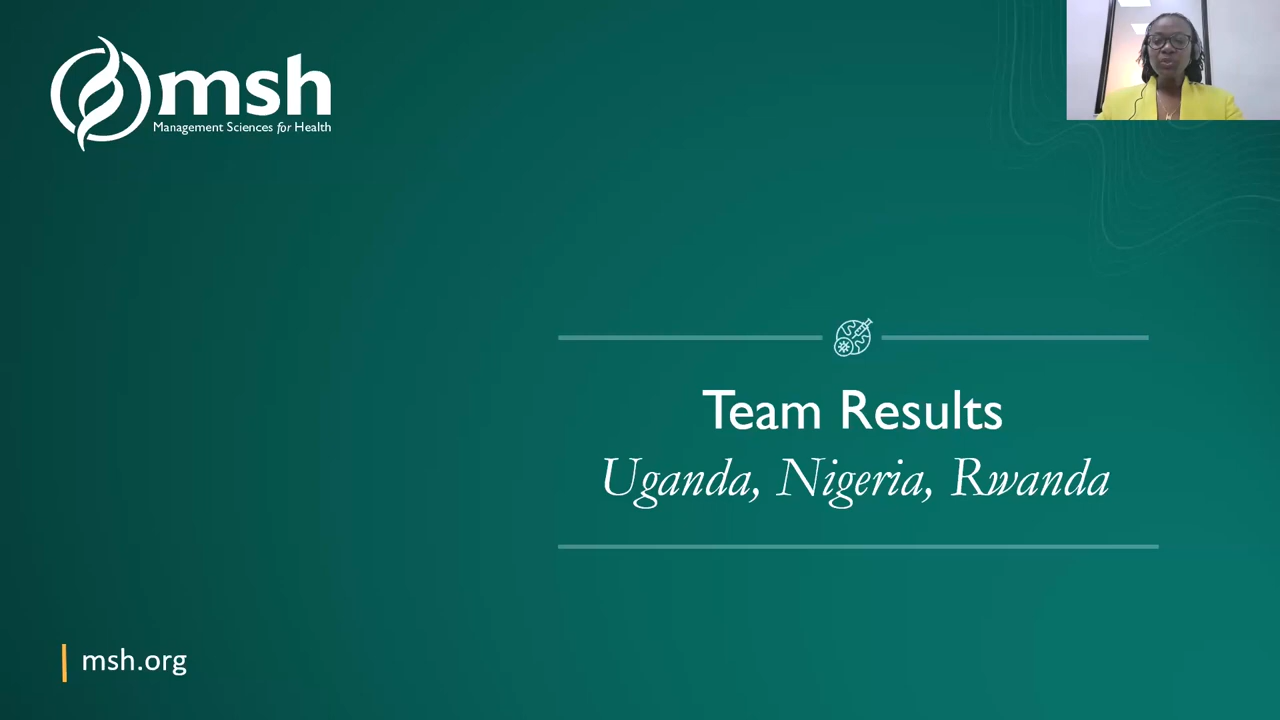 msh
Management Sciences for Health
Team Results
Uganda, Nigeria, Rwanda
msh.org